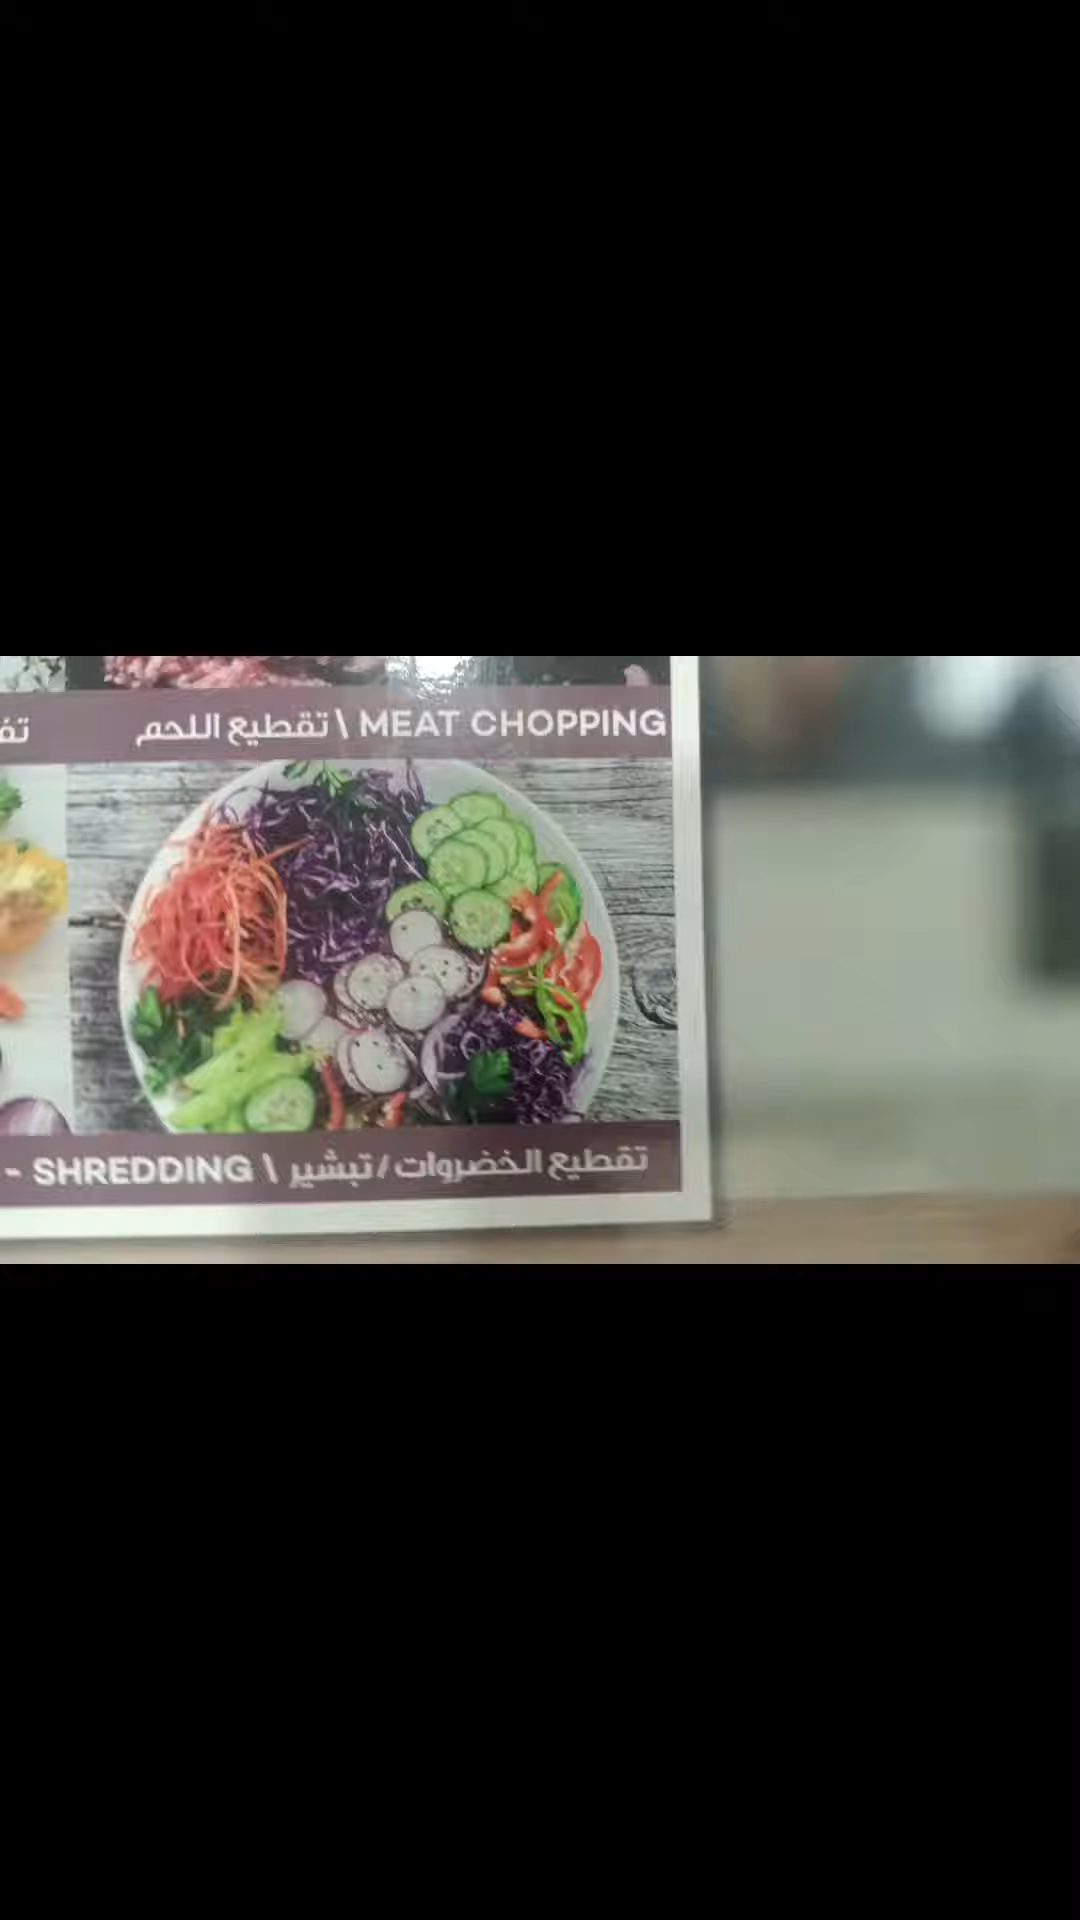 تقطيع اللحم \ MEAT CHOPPING
- SHREDDING \ تقطيع الخضروات / تبشير